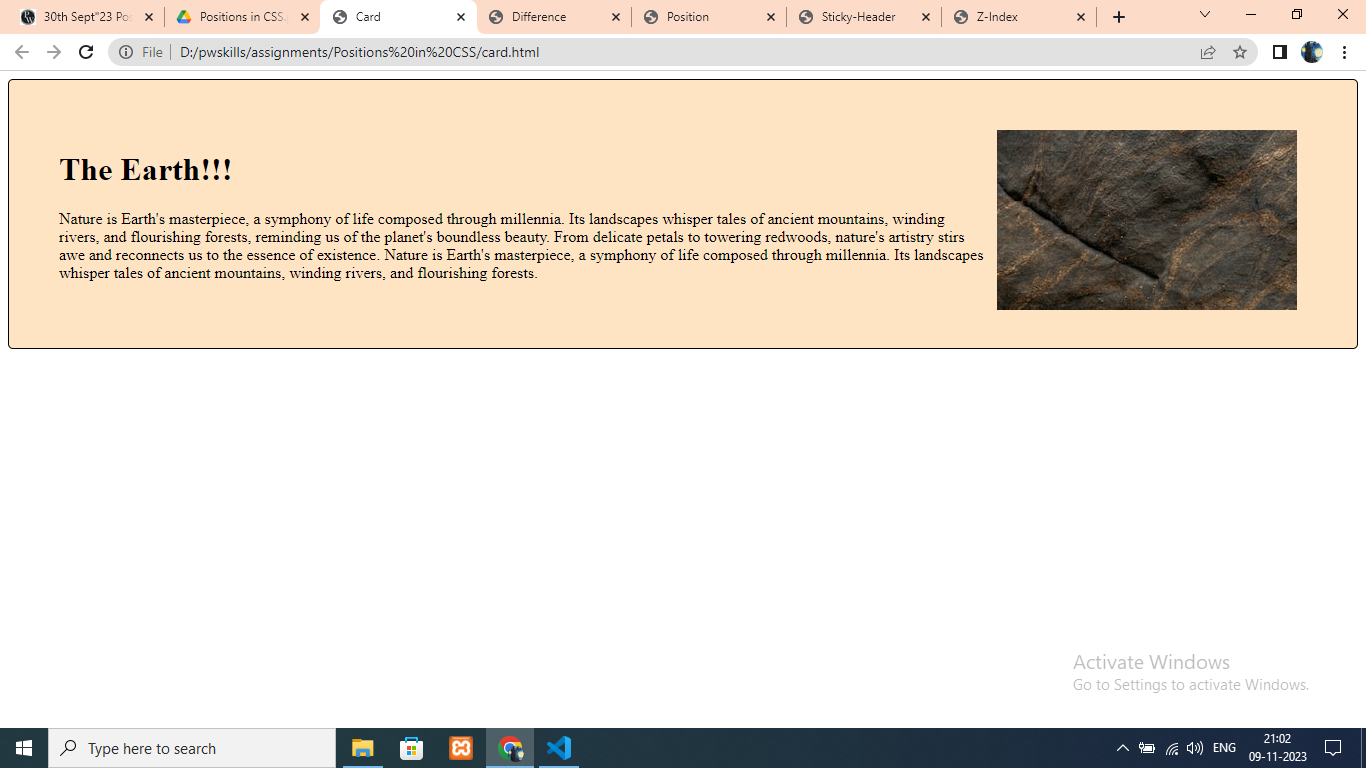 30th Sept"23 Pos
Positions in CSS.
Card
Difference
Position
Sticky-Header
Z-Index
File
D:/pwskills/assignments/Positions%20in%20CSS/card.html
The Earth!!!
Nature is Earth's masterpiece, a symphony of life composed through millennia. Its landscapes whisper tales of ancient mountains, winding
rivers, and flourishing forests, reminding us of the planet's boundless beauty. From delicate petals to towering redwoods, nature's artistry stirs
awe and reconnects us to the essence of existence. Nature is Earth's masterpiece, a symphony of life composed through millennia. Its landscapes
whisper tales of ancient mountains, winding rivers, and flourishing forests.
Activate Windows
Go to Settings to activate Windows.
Type here to search
ENG
21:02
09-11-2023